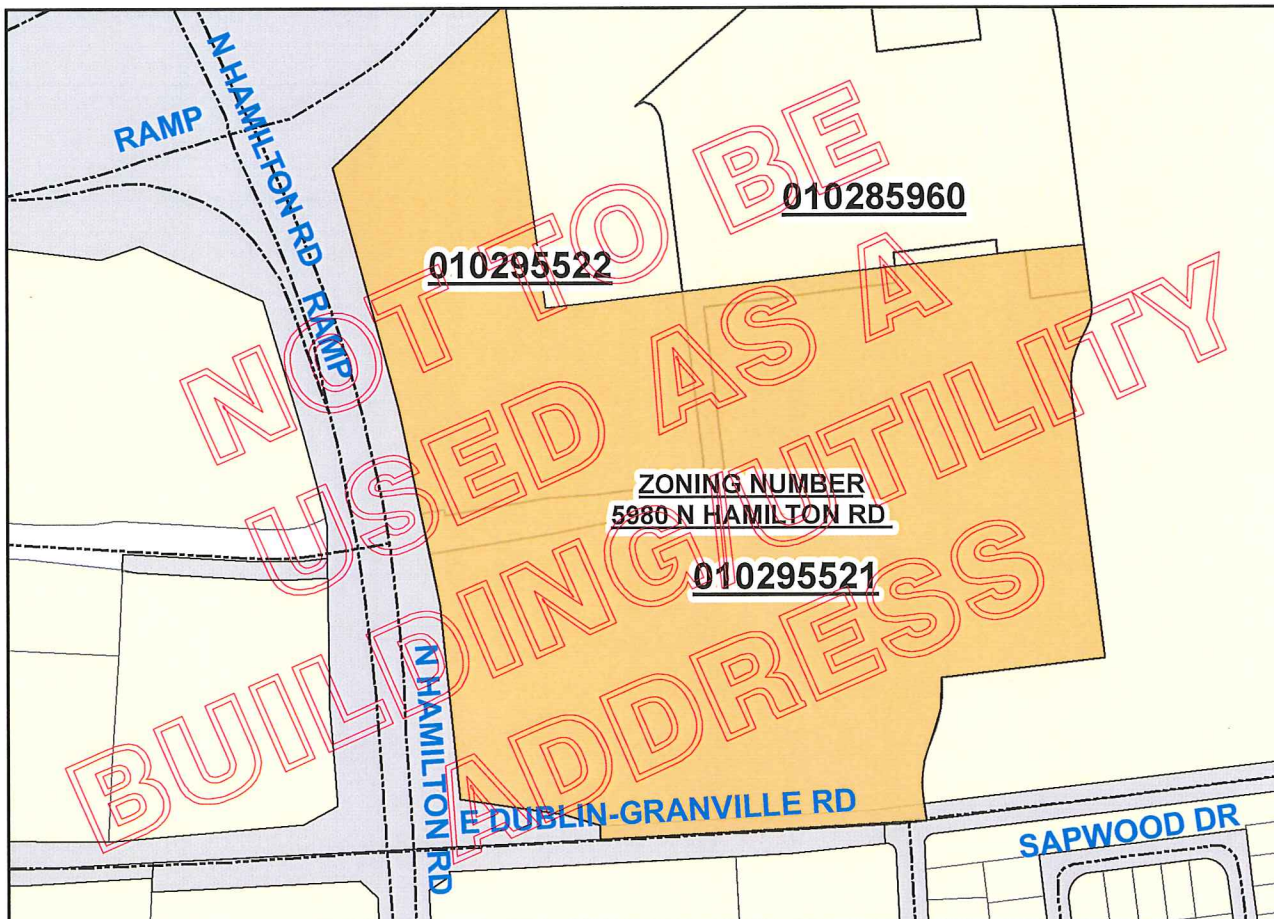 N HAMILTON RD
RAMP
010285960
010295522
RAMP
ZONING NUMBER
5980 N HAMILTON RD
010295521
N HAMILTON RD
E DUBLIN-GRANVILLE RD
SAPWOOD DR
NOT TO BE
USED AS A
BUILDING/UTILITY
ADDRESS